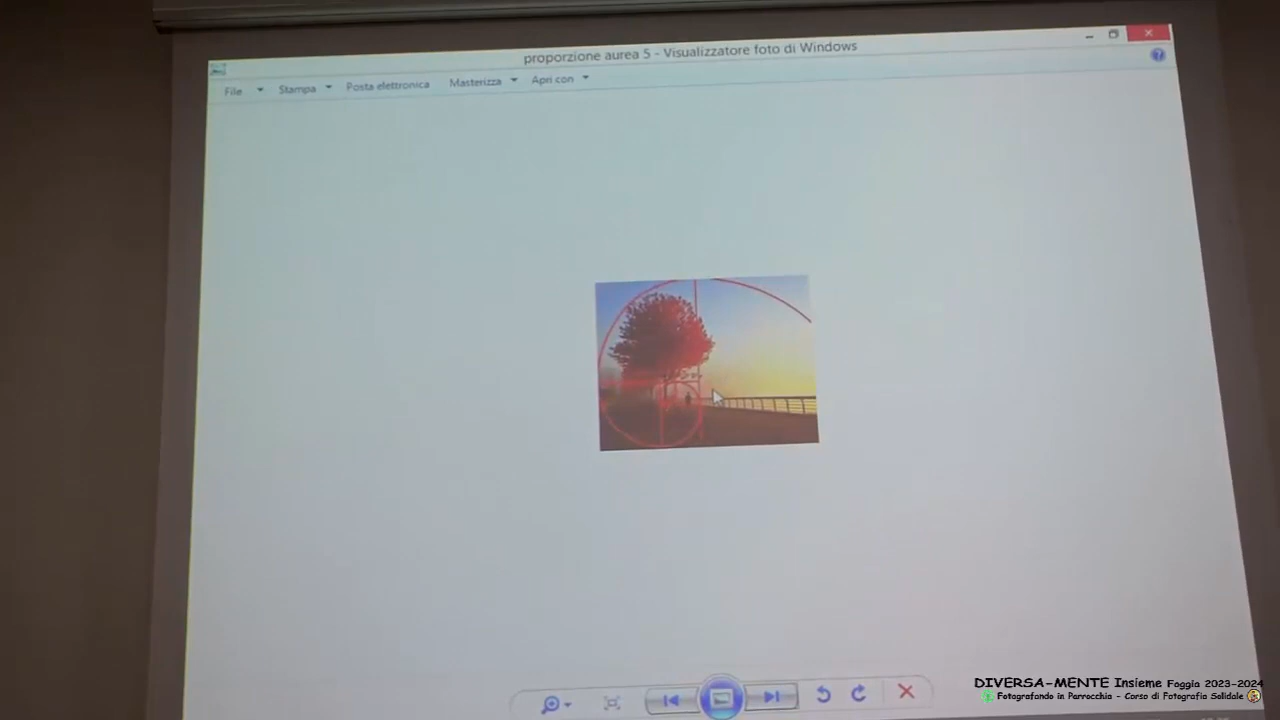 proporzione aurea 5 - Visualizzatore foto di Windows
File Stampa Posta elettronica Masterizza Apri con
DIVERSA-MENTE Insieme Foggia 2023-2024
Fotografando in Parrocchia - Corso di Fotografia Solidale